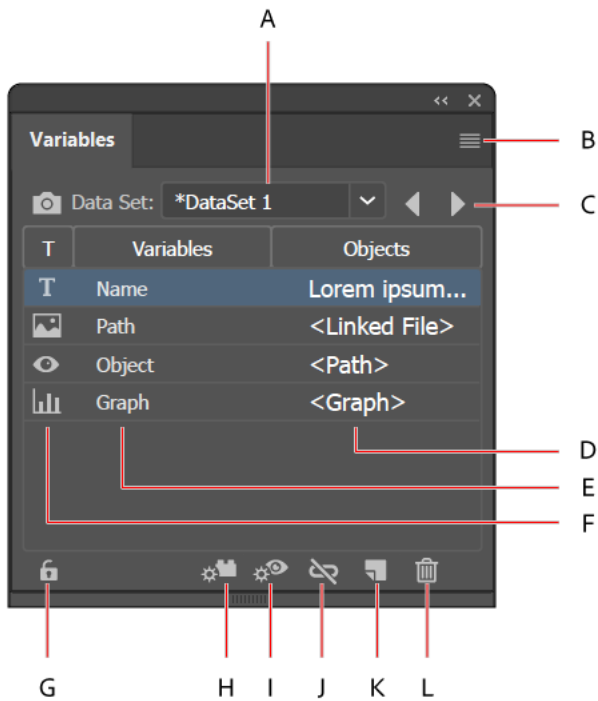 A
Variables
B
Data Set: *DataSet 1
C
T Variables Objects
T Name Lorem ipsum...
Path <Linked File>
Object <Path>
Graph <Graph>
D
E
F
G H I J K L